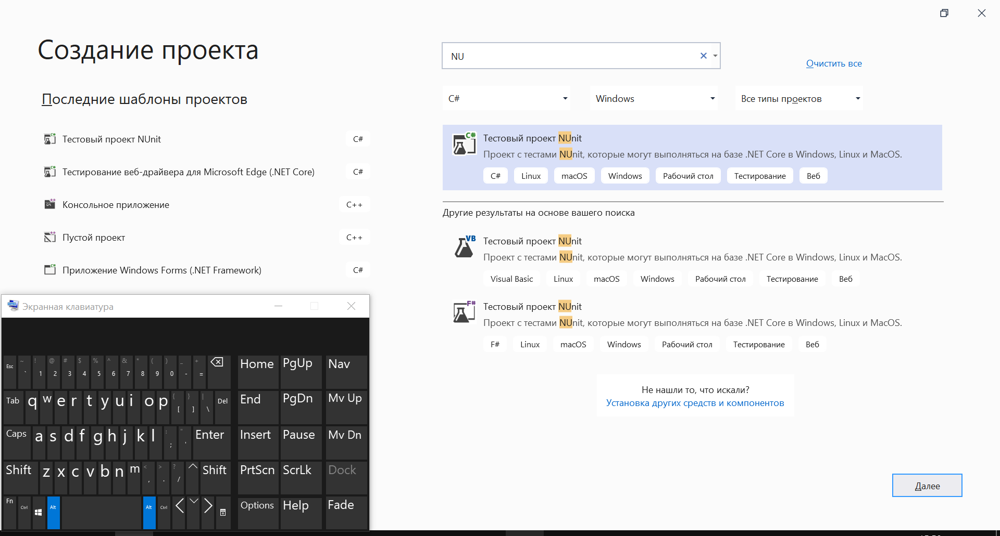 Создание проекта
Последние шаблоны проектов
Тестовый проект NUnit C#
Тестирование веб-драйвера для Microsoft Edge (.NET Core) C#
Консольное приложение C++
Пустой проект C++
Приложение Windows Forms (.NET Framework) C#
NU
Очистить все
C# Windows Все типы проектов
C#
Тестовый проект NUnit
Проект с тестами NUnit, которые могут выполняться на базе .NET Core в Windows, Linux и MacOS.
C# Linux macOS Windows Рабочий стол Тестирование Веб
Другие результаты на основе вашего поиска
VB
Тестовый проект NUnit
Проект с тестами NUnit, которые могут выполняться на базе .NET Core в Windows, Linux и MacOS.
Visual Basic Linux macOS Windows Рабочий стол Тестирование Веб
F#
Тестовый проект NUnit
Проект с тестами NUnit, которые могут выполняться на базе .NET Core в Windows, Linux и MacOS.
F# Linux macOS Windows Рабочий стол Тестирование Веб
Не нашли то, что искали?
Установка других средств и компонентов
Далее
Экранная клавиатура
~ ! @ # $ % ^ & * ( ) _ +
Esc ` 1 2 3 4 5 6 7 8 9 0 - = Home PgUp Nav
Tab q w e r t y u i o p { [ } ] | \ Del End PgDn Mv Up
Caps a s d f g h j k l : ; " ' Enter Insert Pause Mv Dn
Shift z x c v b n m < , > . ? / Shift PrtScn ScrLk Dock
Fn Ctrl Alt Alt Ctrl Options Help Fade